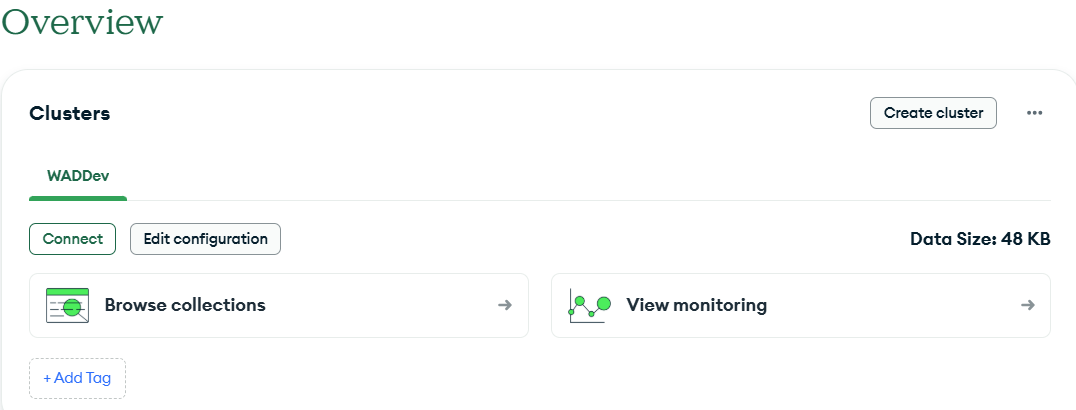 Overview
Clusters
Create cluster
WADDev
Connect
Edit configuration
Data Size: 48 KB
Browse collections
View monitoring
+ Add Tag